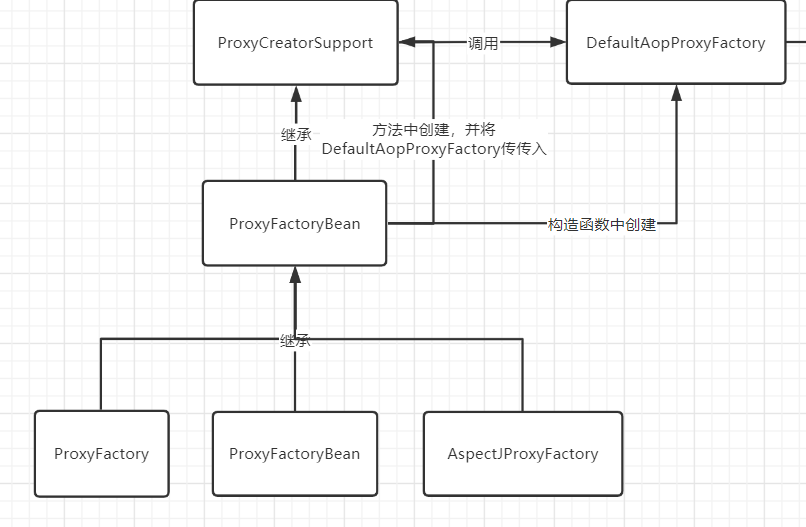 ProxyCreatorSupport
调用
DefaultAopProxyFactory
继承
方法中创建，并将
DefaultAopProxyFactory传传入
ProxyFactoryBean
构造函数中创建
继承
ProxyFactory
ProxyFactoryBean
AspectJProxyFactory